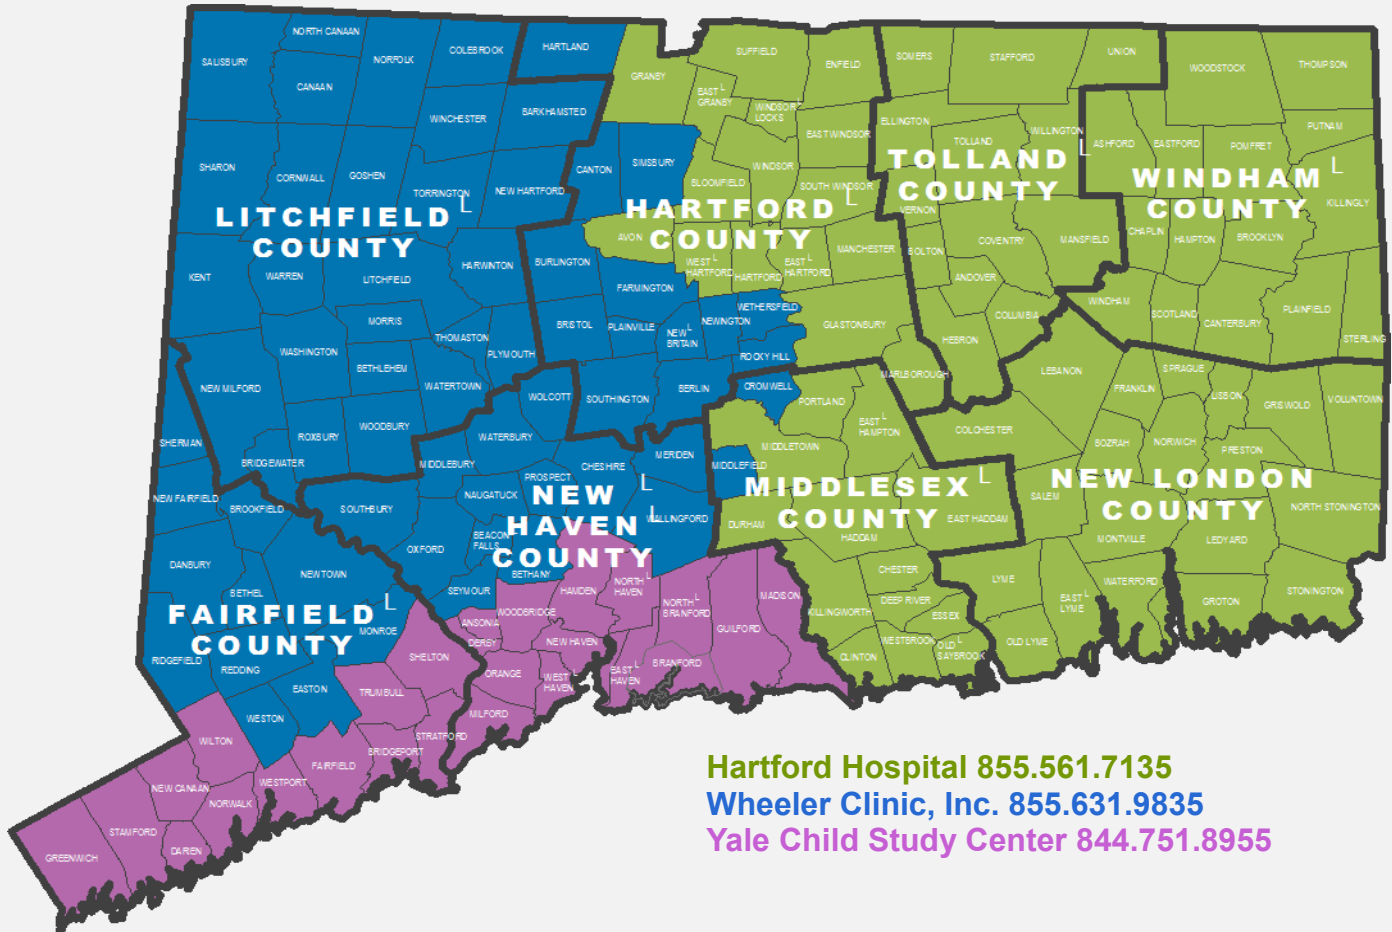 NORTH CANAAN
COLEBROOK
HARTLAND
SALISBURY
NORFOLK
CANAAN
WINCHESTER
BARKHAMSTED
SHARON
CORNWALL
GOSHEN
TORRINGTON
NEW HARTFORD
CANTON
SIMSBURY
GRANBY
SUFFIELD
ENFIELD
EAST
GRANBY
WINDSOR
LOCKS
EAST WINDSOR
WINDSOR
BLOOMFIELD
SOUTH WINDSOR
SOMERS
STAFFORD
UNION
ELLINGTON
TOLLAND
WILLINGTON
WOODSTOCK
THOMPSON
PUTNAM
ASHFORD
EASTFORD
POMFRET
KILLINGLY
LITCHFIELD
COUNTY
HARTFORD
COUNTY
TOLLAND
COUNTY
WINDHAM
COUNTY
VERNON
AVON
WEST
HARTFORD
HARTFORD
EAST
HARTFORD
MANCHESTER
BOLTON
COVENTRY
MANSFIELD
CHAPLIN
HAMPTON
BROOKLYN
KENT
WARREN
LITCHFIELD
HARWINTON
BURLINGTON
FARMINGTON
ANDOVER
COLUMBIA
WINDHAM
SCOTLAND
CANTERBURY
PLAINFIELD
STERLING
MORRIS
WASHINGTON
BETHLEHEM
THOMASTON
PLYMOUTH
WATERTOWN
BRISTOL
PLAINVILLE
NEW
BRITAIN
NEWINGTON
WETHERSFIELD
ROCKY HILL
GLASTONBURY
HEBRON
MARLBOROUGH
LEBANON
FRANKLIN
SPRAGUE
LISBON
GRISWOLD
VOLUNTOWN
NEW MILFORD
ROXBURY
WOODBURY
BRIDGEWATER
SHERMAN
WOLCOTT
SOUTHINGTON
BERLIN
CROMWELL
PORTLAND
EAST
HAMPTON
COLCHESTER
BOZRAH
NORWICH
PRESTON
WATERBURY
MIDDLEBURY
CHESHIRE
MERIDEN
PROSPECT
NAUGATUCK
MIDDLETOWN
MIDDLEFIELD
NEW
HAVEN
COUNTY
MIDDLESEX
COUNTY
NEW LONDON
COUNTY
NEW FAIRFIELD
BROOKFIELD
SOUTHBURY
OXFORD
BEACON
FALLS
WALLINGFORD
DURHAM
HADDAM
EAST HADDAM
SALEM
MONTVILLE
LEDYARD
NORTH STONINGTON
DANBURY
NEWTOWN
BETHEL
BETHANY
SEYMOUR
WOODBRIDGE
HAMDEN
NORTH
HAVEN
NORTH
BRANFORD
GUILFORD
MADISON
KILLINGWORTH
CHESTER
DEEP RIVER
ESSEX
LYME
EAST
LYME
WATERFORD
GROTON
STONINGTON
FAIRFIELD
COUNTY
MONROE
ANSONIA
DERBY
NEW HAVEN
SHELTON
ORANGE
WEST
HAVEN
EAST
HAVEN
BRANFORD
CLINTON
WESTBROOK
OLD
SAYBROOK
OLD LYME
RIDGEFIELD
REDDING
EASTON
TRUMBULL
WESTON
MILFORD
STRATFORD
BRIDGEPORT
FAIRFIELD
WILTON
WESTPORT
NEW CANAAN
NORWALK
STAMFORD
DARIEN
GREENWICH
Hartford Hospital 855.561.7135
Wheeler Clinic, Inc. 855.631.9835
Yale Child Study Center 844.751.8955